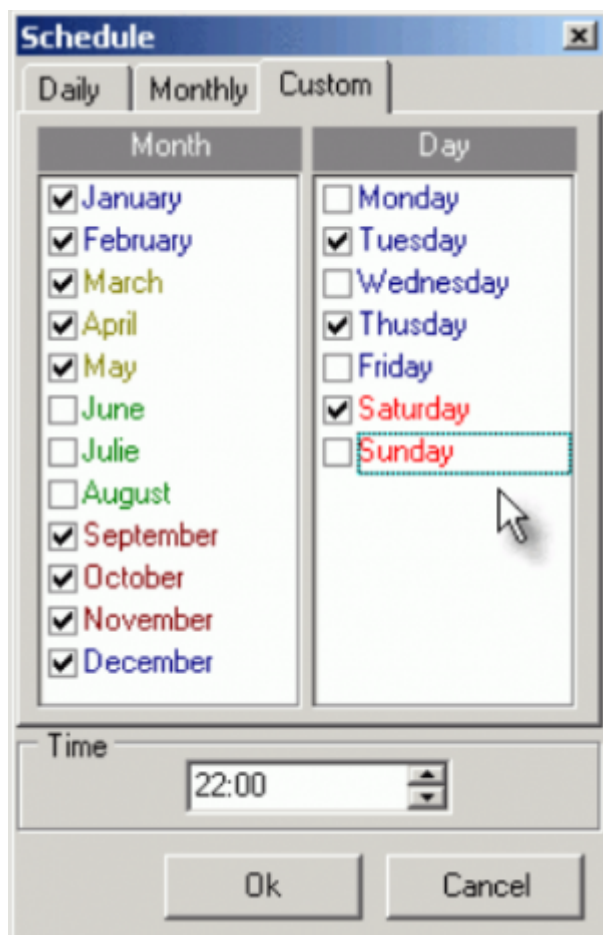 Schedule
Daily Monthly Custom
Month
January
February
March
April
May
June
Julie
August
September
October
November
December
Day
Monday
Tuesday
Wednesday
Thusday
Friday
Saturday
Sunday
Time
22:00
Ok Cancel